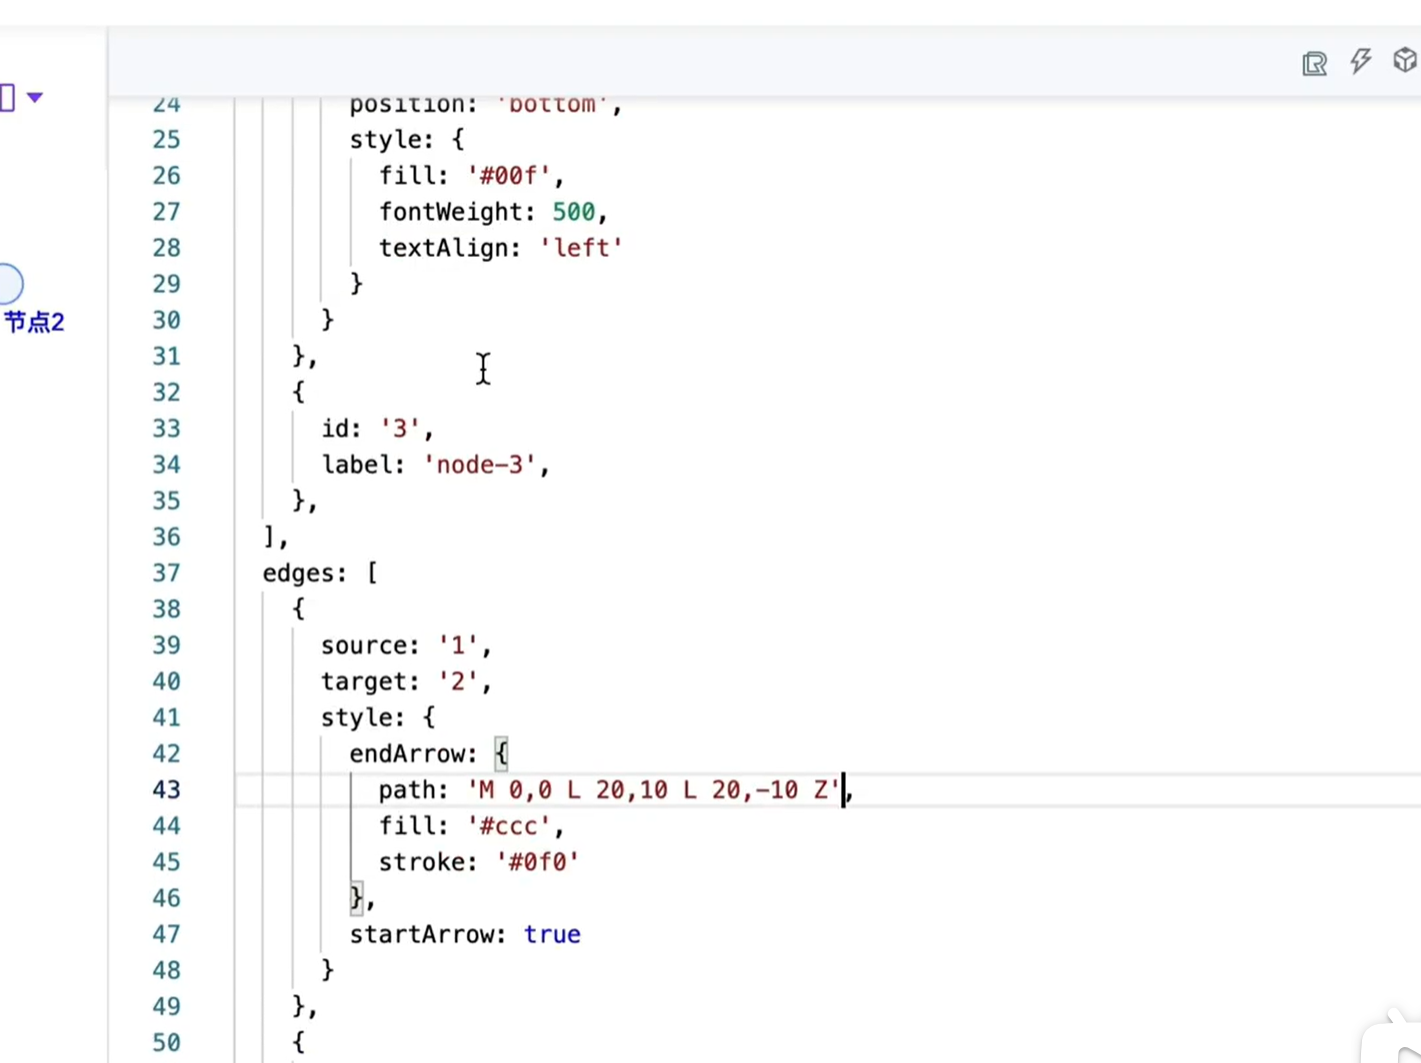 24 position: 'bottom',
25 style: {
26 fill: '#00f',
27 fontWeight: 500,
28 textAlign: 'left'
29 }
节点2
30 }
31 },
32 {
33 id: '3',
34 label: 'node-3',
35 },
36 ],
37 edges: [
38 {
39 source: '1',
40 target: '2',
41 style: {
42 endArrow: {
43 path: 'M 0,0 L 20,10 L 20,-10 Z',
44 fill: '#ccc',
45 stroke: '#0f0'
46 },
47 startArrow: true
48 }
49 },
50 {